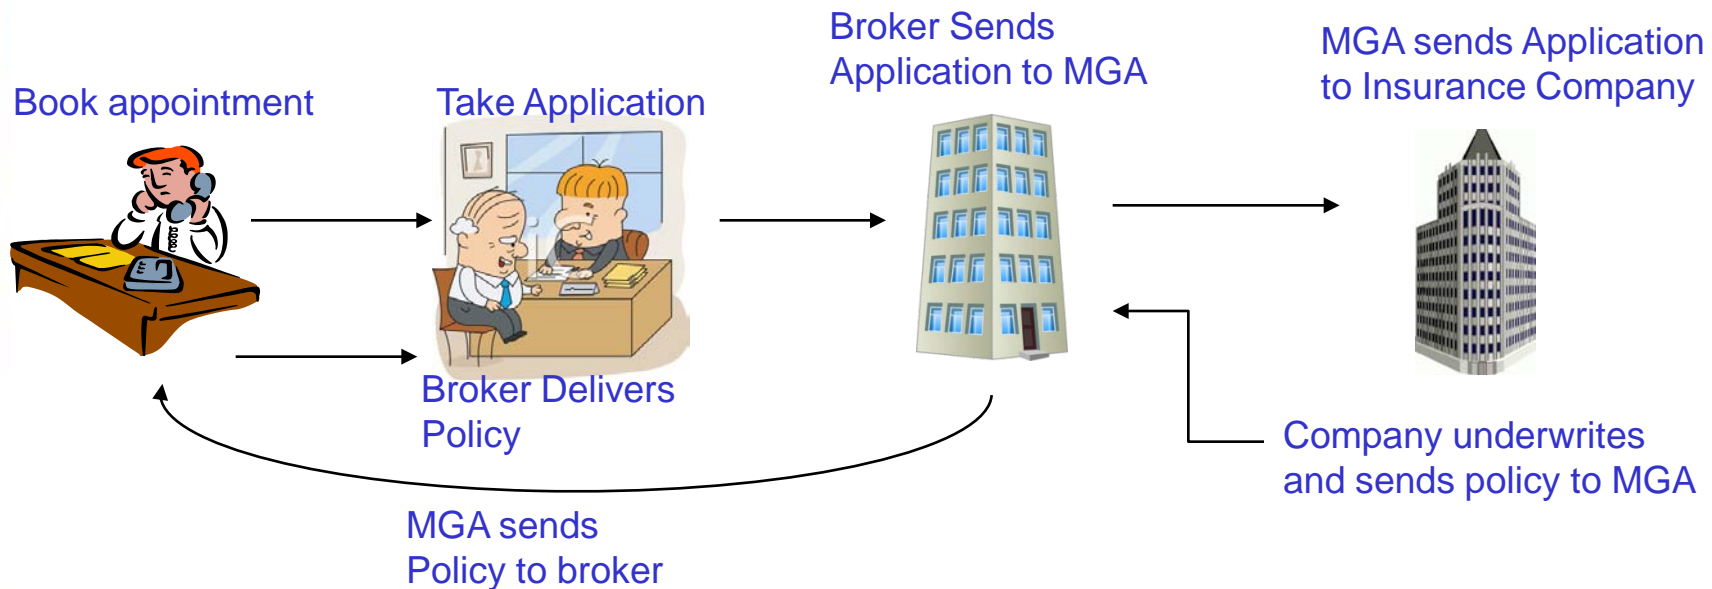 Book appointment
Take Application
Broker Sends
Application to MGA
MGA sends Application
to Insurance Company
Broker Delivers
Policy
Company underwrites
and sends policy to MGA
MGA sends
Policy to broker